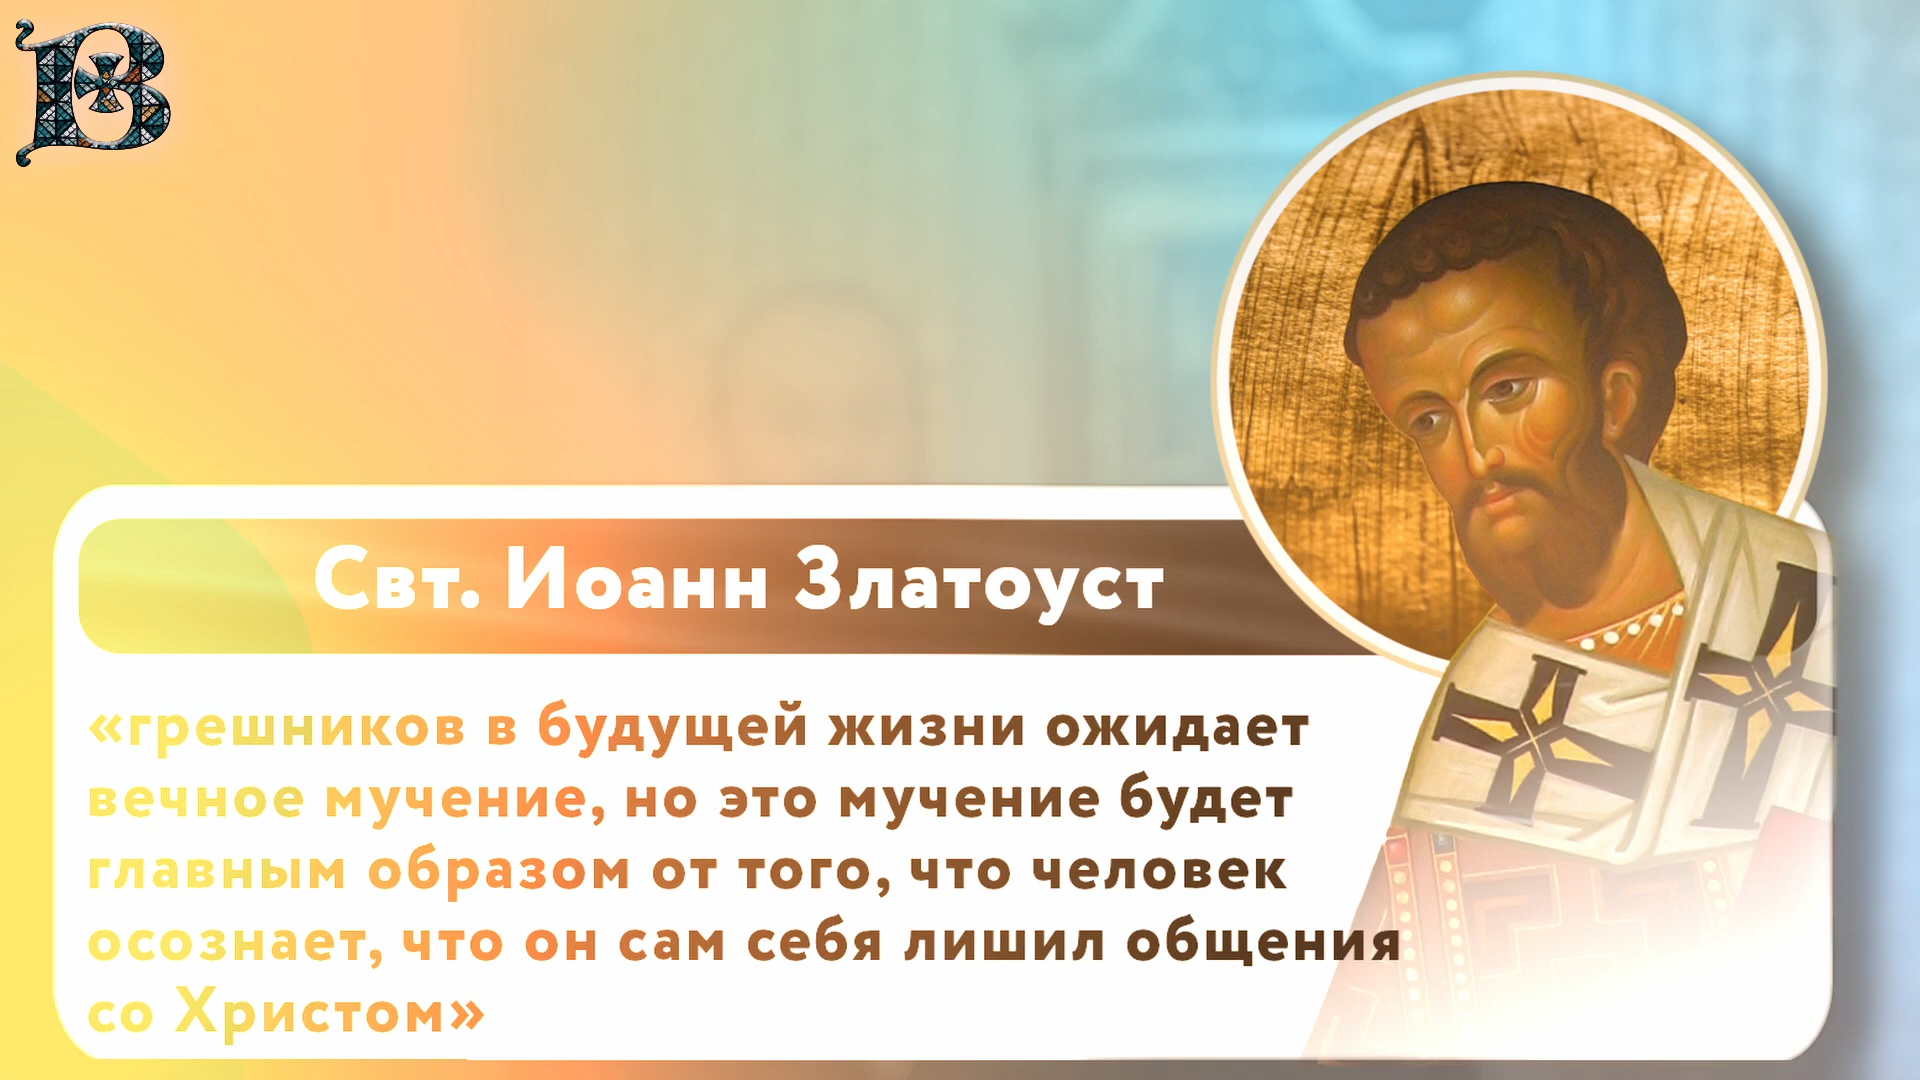 В
Свт. Иоанн Златоуст
«грешников в будущей жизни ожидает
вечное мучение, но это мучение будет
главным образом от того, что человек
осознает, что он сам себя лишил общения
со Христом»